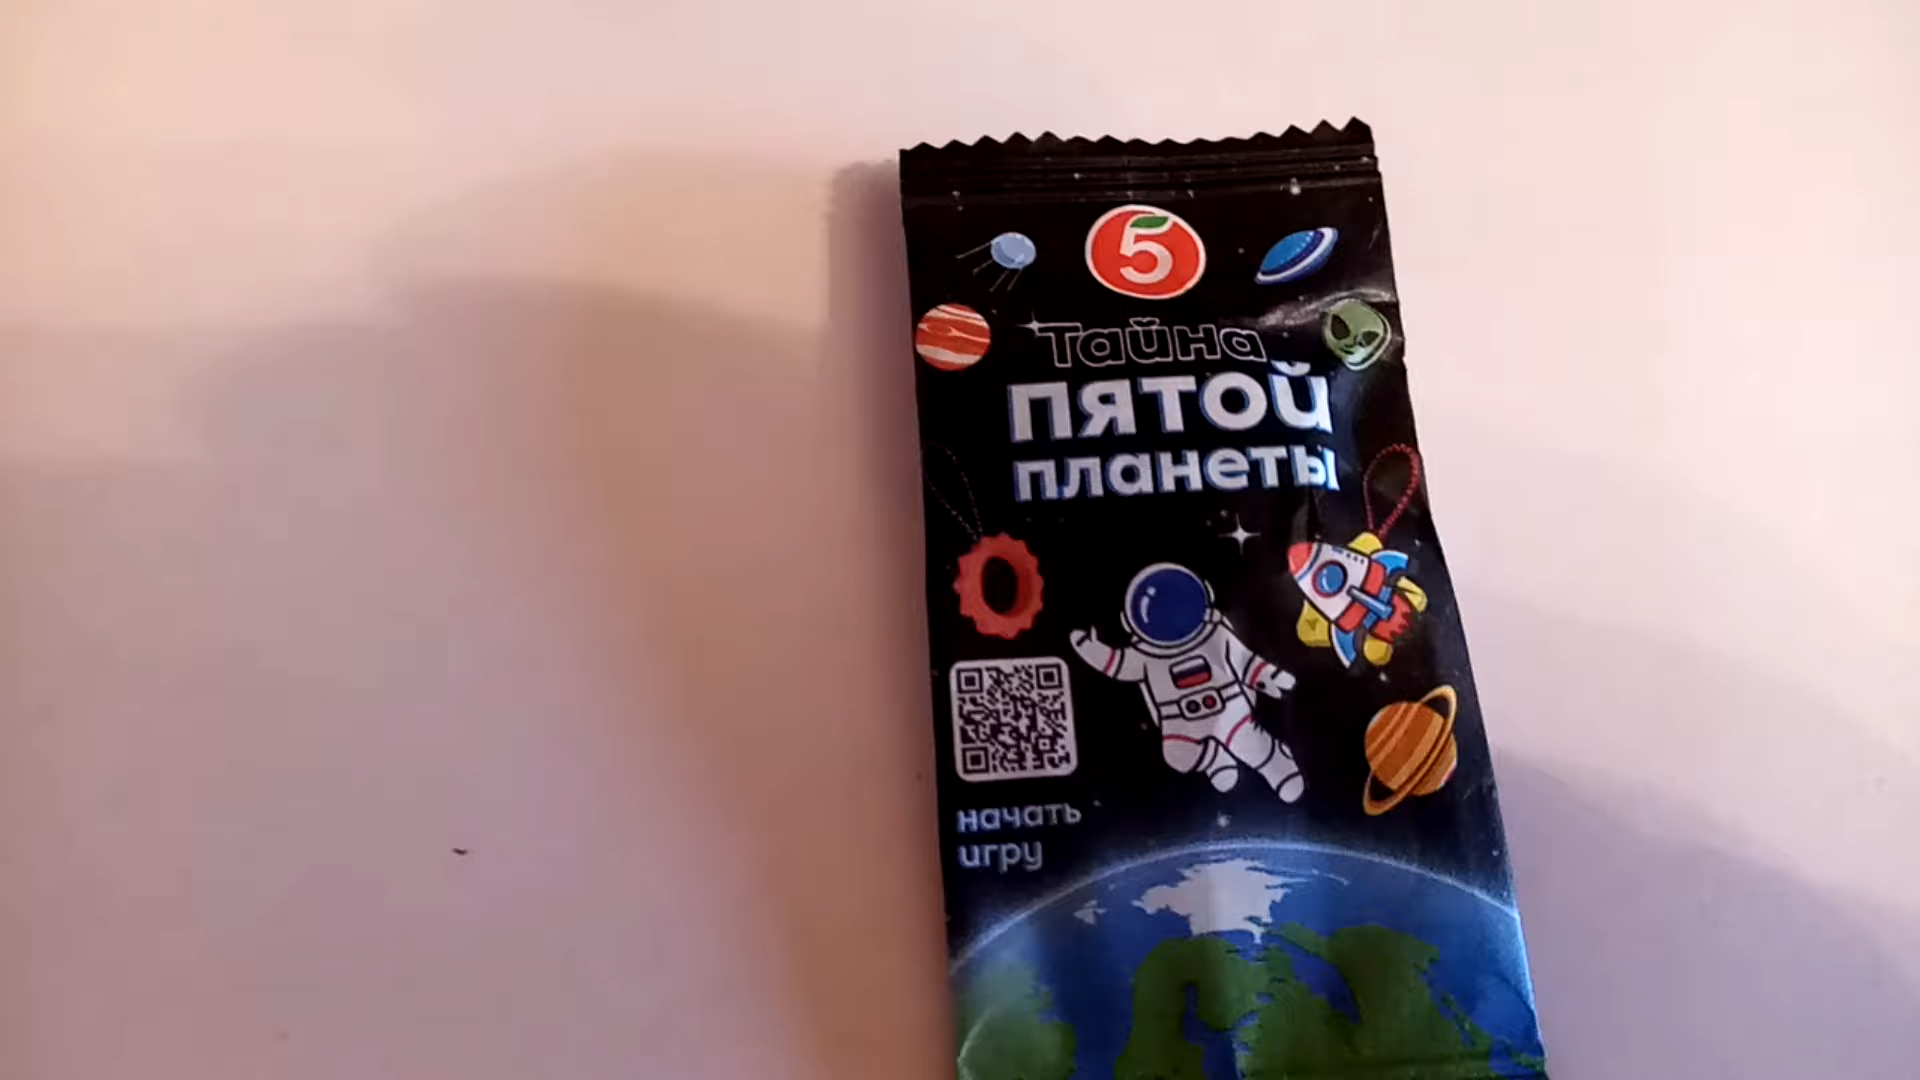 5
Тайна
пятой
планеты
начать
игру